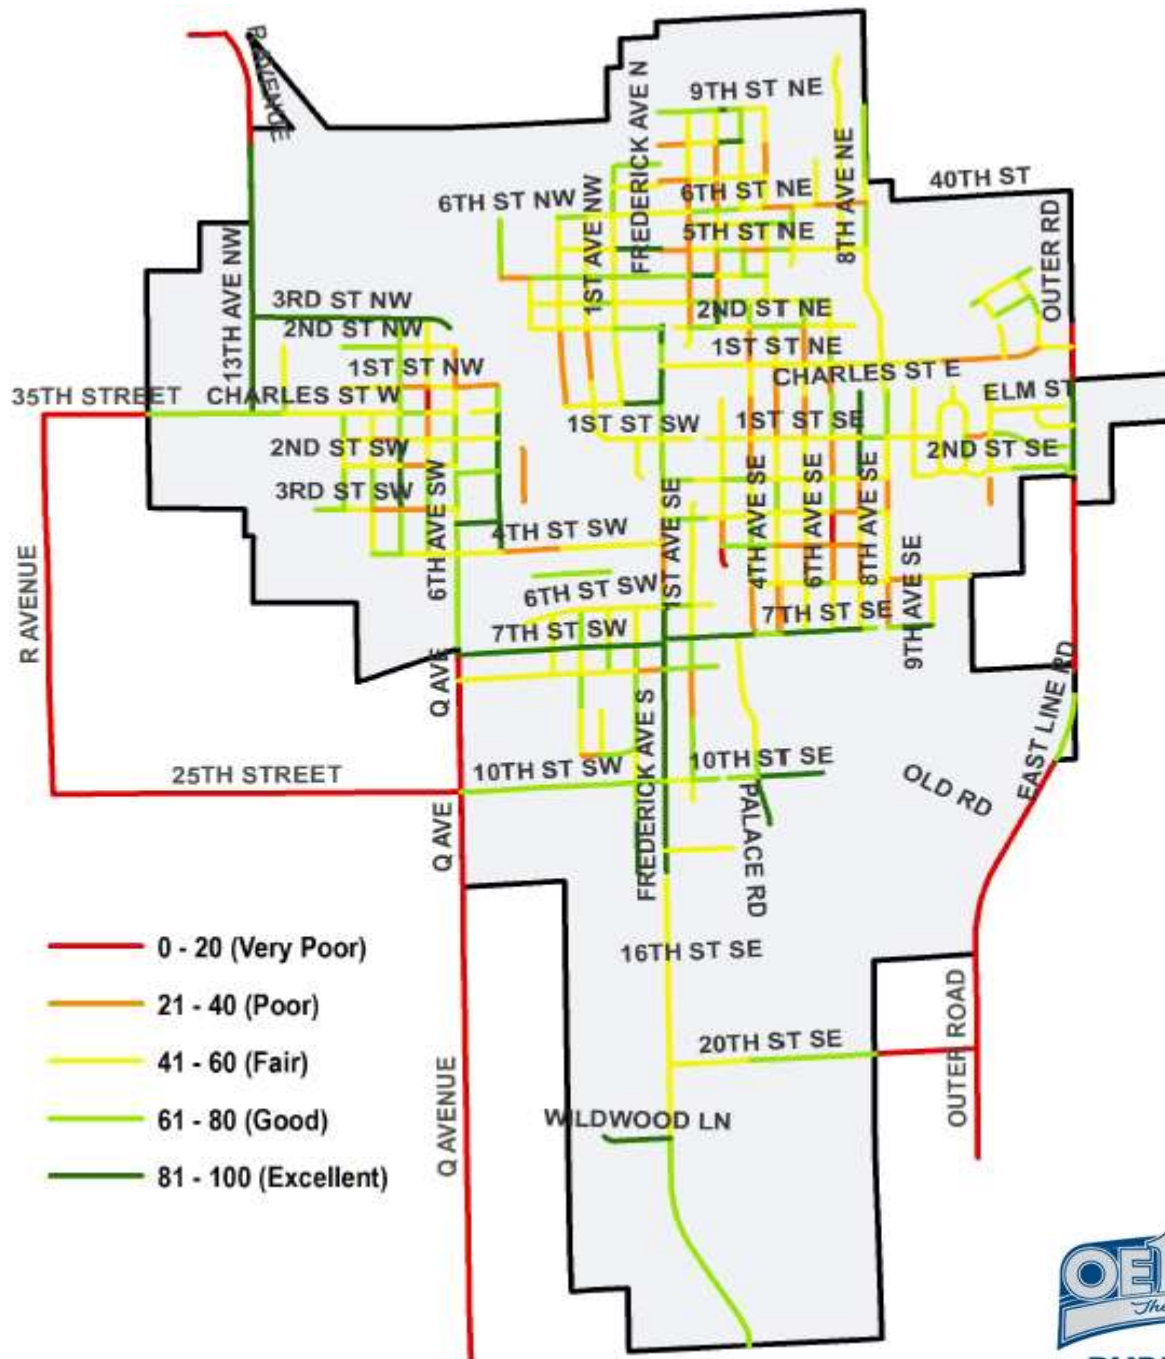 R AVENUE
FREDERICK AVE N
9TH ST NE
8TH AVE NE
40TH ST
OUTER RD
6TH ST NW
1ST AVE NW
6TH ST NE
5TH ST NE
13TH AVE NW
3RD ST NW
2ND ST NW
2ND ST NE
1ST ST NW
1ST ST NE
35TH STREET
CHARLES ST W
CHARLES ST E
ELM ST
1ST ST SW
1ST ST SE
2ND ST SW
2ND ST SE
3RD ST SW
6TH AVE SW
4TH ST SW
1ST AVE SE
4TH AVE SE
6TH AVE SE
8TH AVE SE
9TH AVE SE
R AVENUE
6TH ST SW
7TH ST SW
7TH ST SE
Q AVE
FREDERICK AVE S
EAST LINE RD
25TH STREET
10TH ST SW
10TH ST SE
OLD RD
Q AVE
PALACE RD
16TH ST SE
0 - 20 (Very Poor)
21 - 40 (Poor)
41 - 60 (Fair)
61 - 80 (Good)
81 - 100 (Excellent)
20TH ST SE
OUTER ROAD
Q AVENUE
WILDWOOD LN
The